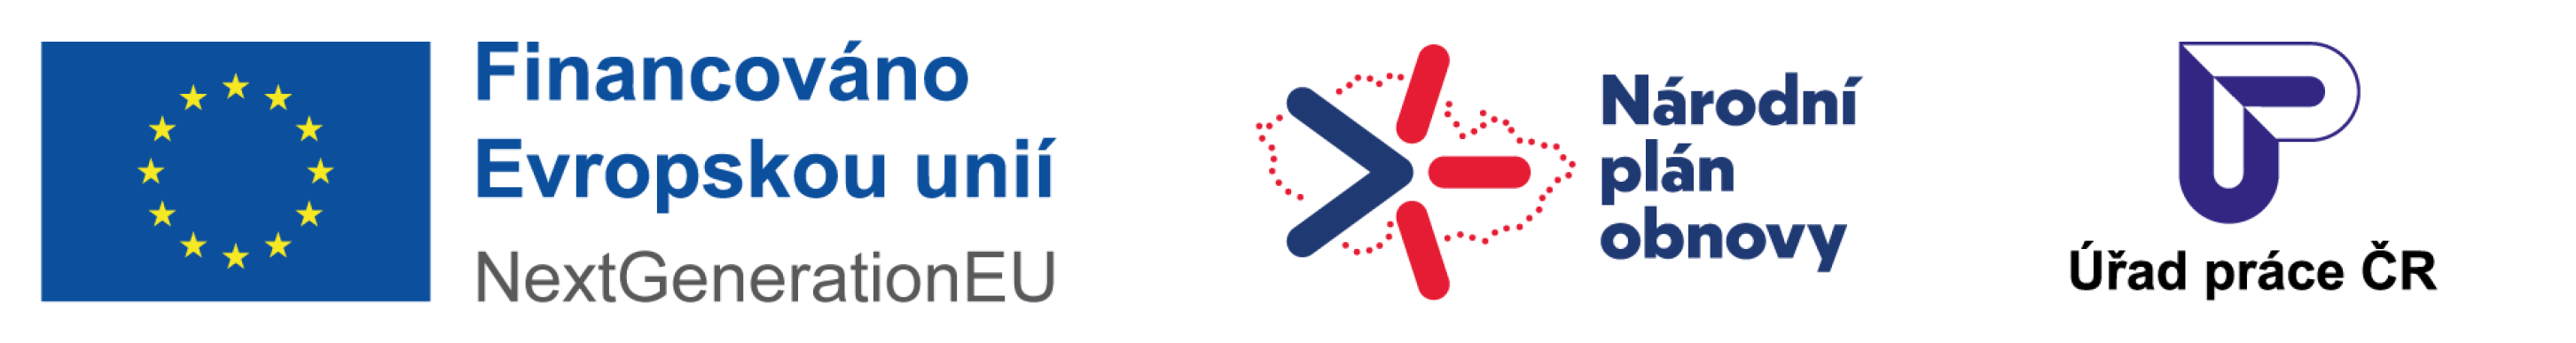 Financováno
Evropskou unií
NextGenerationEU
Národní
plán
obnovy
Úřad práce ČR